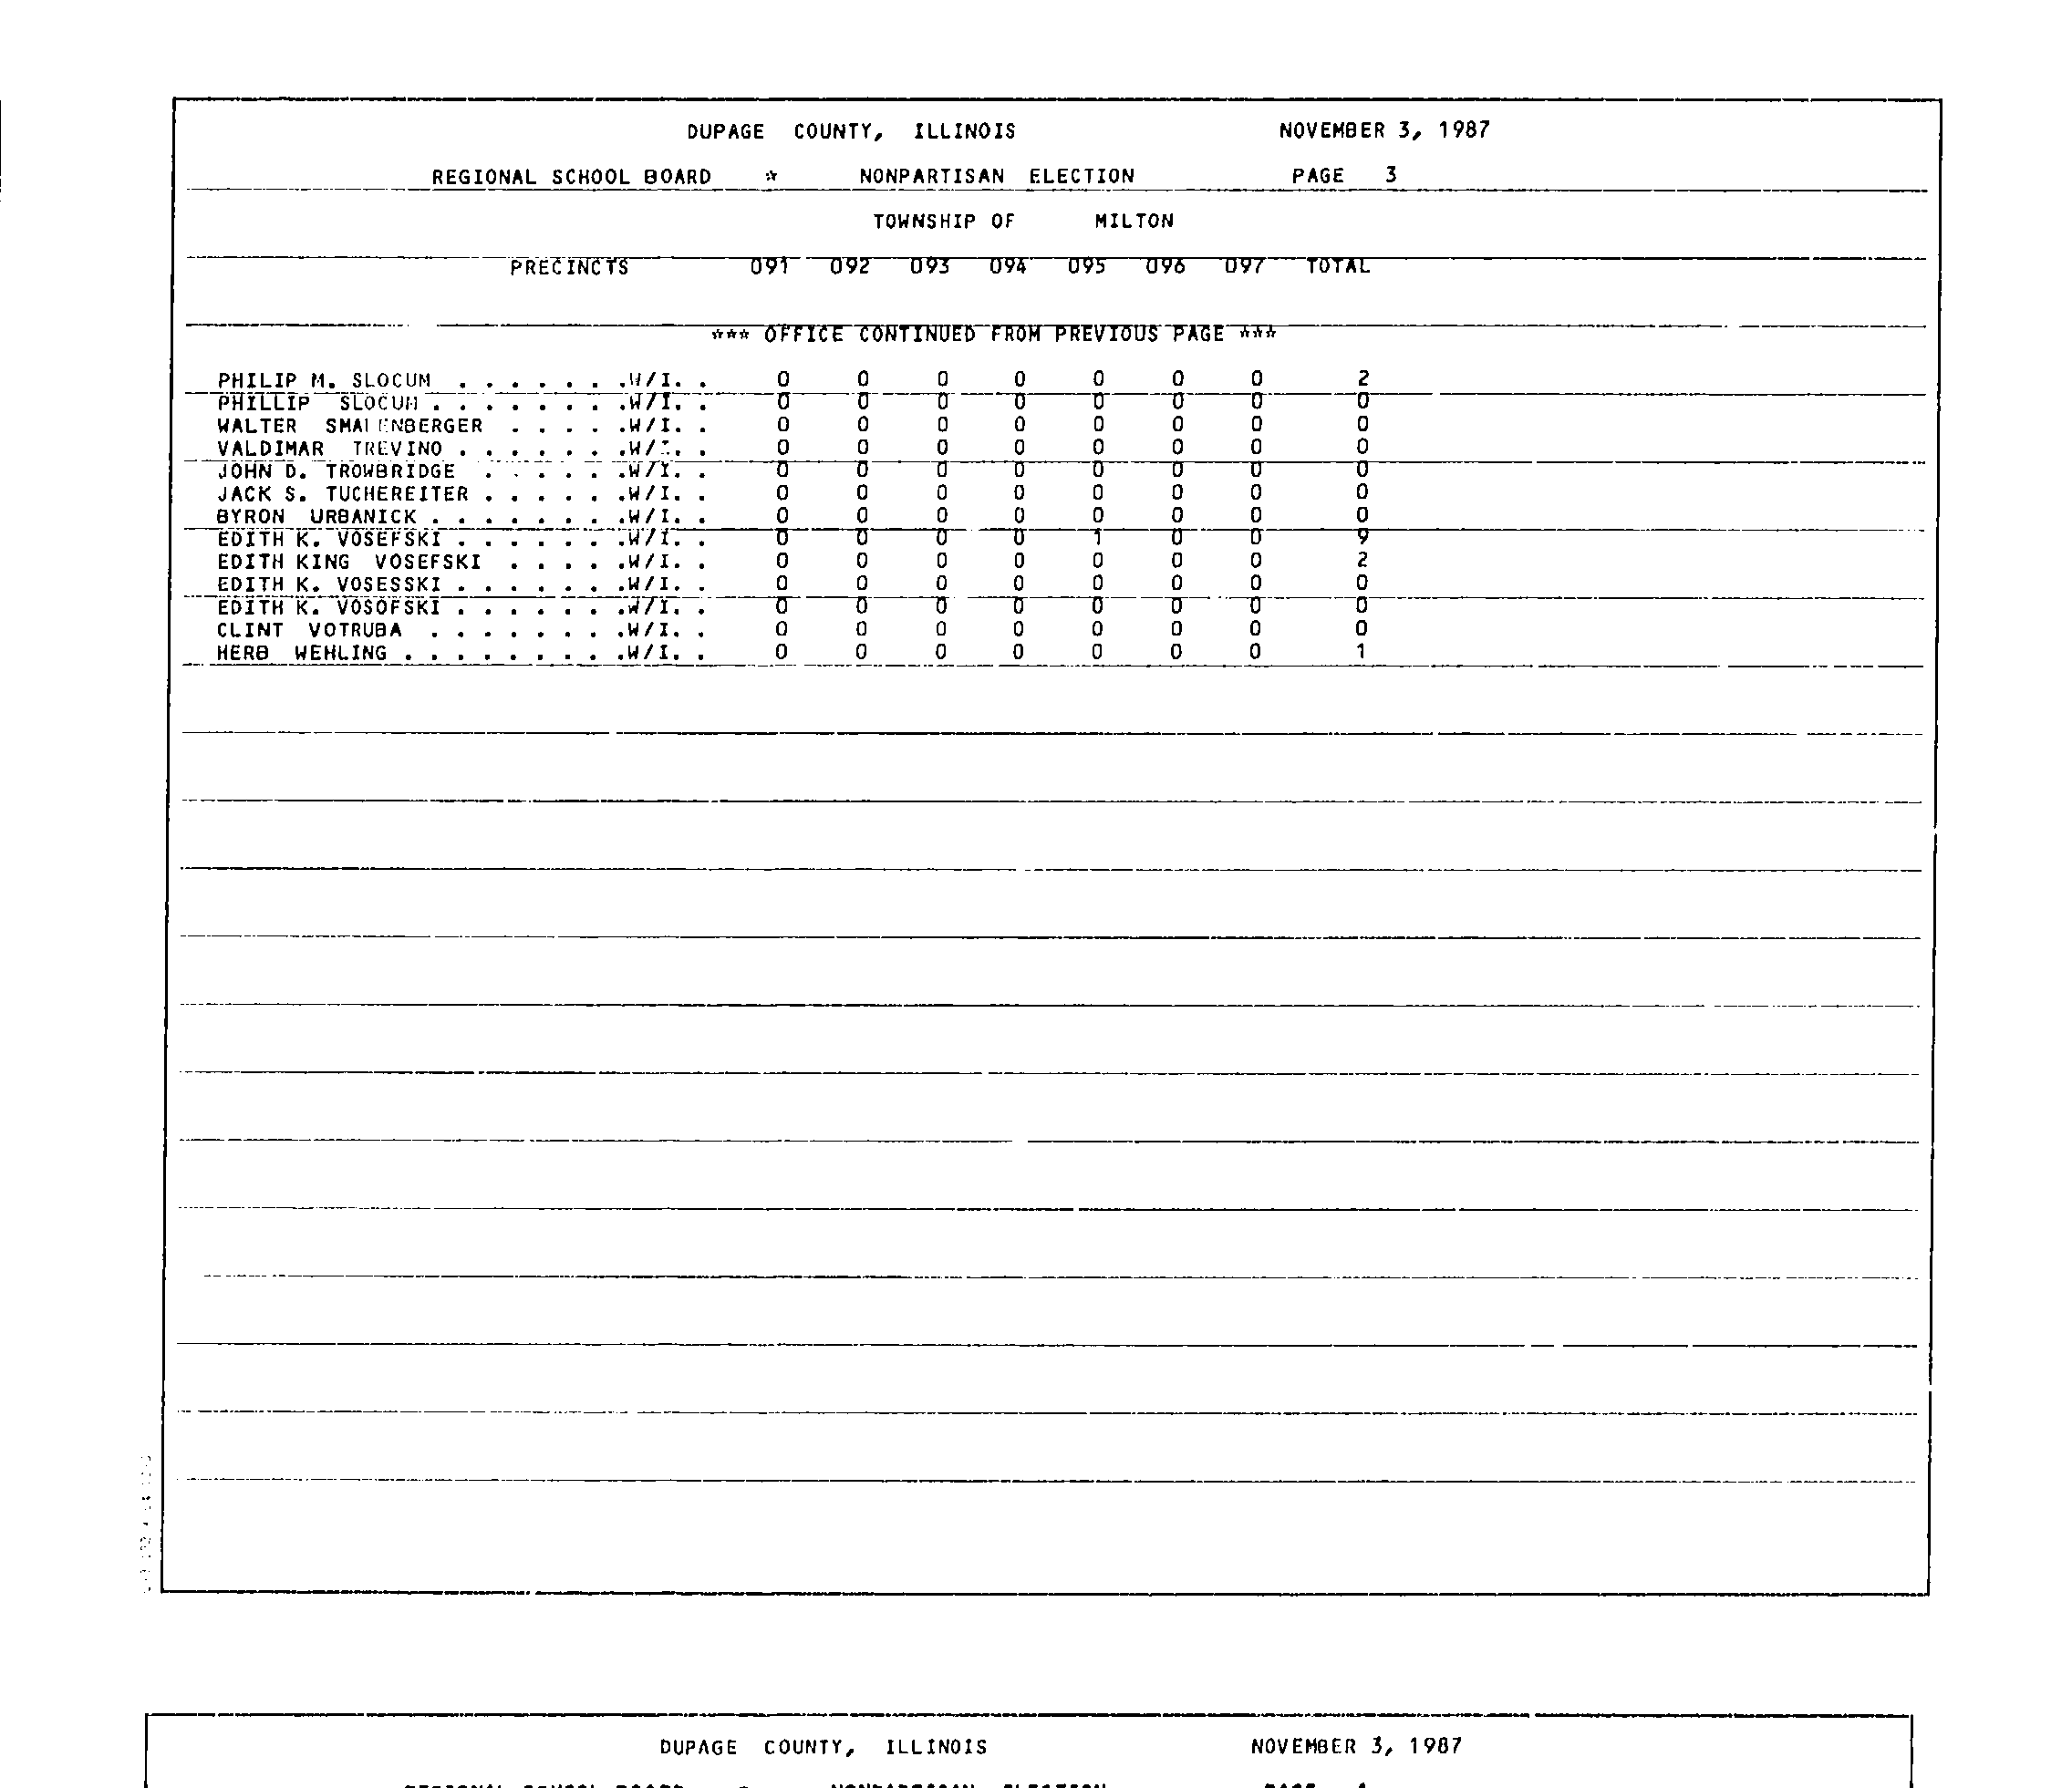 DUPAGE COUNTY, ILLINOIS NOVEMBER 3, 1987
REGIONAL SCHOOL BOARD * NONPARTISAN ELECTION PAGE 3
TOWNSHIP OF MILTON
PRECINCTS 091 092 093 094 095 096 097 TOTAL
*** OFFICE CONTINUED FROM PREVIOUS PAGE ***
PHILIP M. SLOCUM . . . . . . .W/I. . 0 0 0 0 0 0 0 2
PHILLIP SLOCUM . . . . . . . .W/I. . 0 0 0 0 0 0 0 0
WALTER SMALENBERGER . . . . .W/I. . 0 0 0 0 0 0 0 0
VALDIMAR TREVINO . . . . . . .W/I. . 0 0 0 0 0 0 0 0
JOHN D. TROWBRIDGE . . . . . .W/I. . 0 0 0 0 0 0 0 0
JACK S. TUCHEREITER . . . . . .W/I. . 0 0 0 0 0 0 0 0
BYRON URBANICK . . . . . . . .W/I. . 0 0 0 0 0 0 0 0
EDITH K. VOSEFSKI . . . . . . .W/I. . 0 0 0 0 1 0 0 9
EDITH KING VOSEFSKI . . . . .W/I. . 0 0 0 0 0 0 0 2
EDITH K. VOSESSKI . . . . . . .W/I. . 0 0 0 0 0 0 0 0
EDITH K. VOSOFSKI . . . . . . .W/I. . 0 0 0 0 0 0 0 0
CLINT VOTRUBA . . . . . . . .W/I. . 0 0 0 0 0 0 0 0
HERB WEHLING . . . . . . . . .W/I. . 0 0 0 0 0 0 0 1
DUPAGE COUNTY, ILLINOIS NOVEMBER 3, 1987
REGIONAL SCHOOL BOARD NONPARTISAN ELECTION PAGE